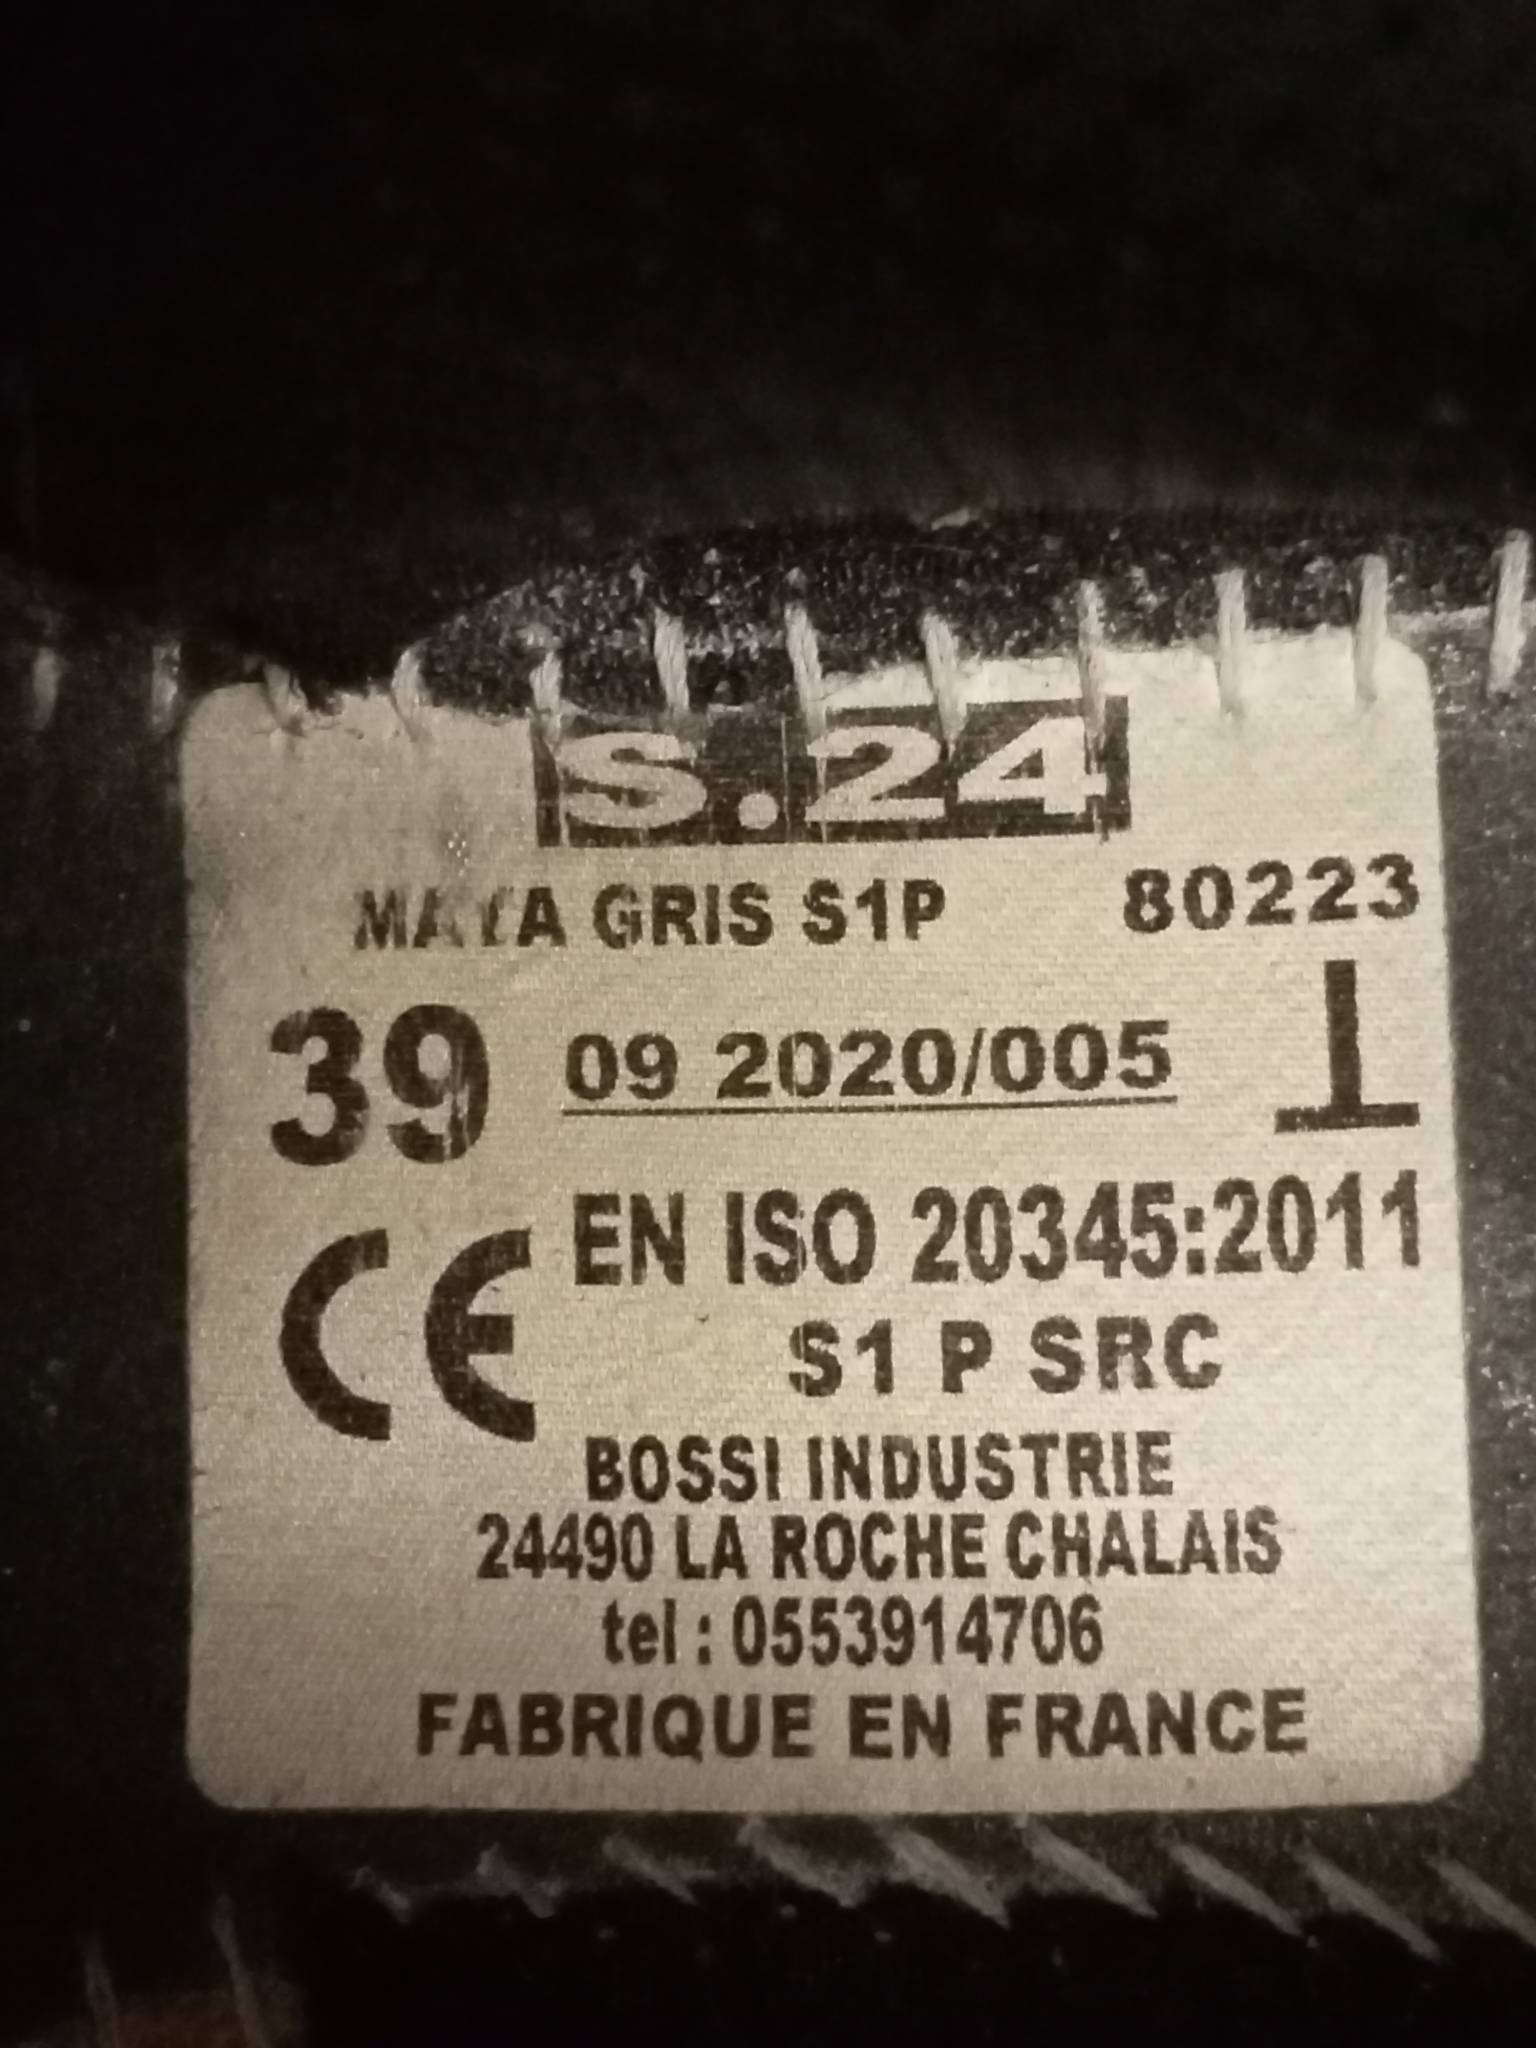 S.24
MAYA GRIS S1P 80223
39 09 2020/005
EN ISO 20345:2011
CE S1 P SRC
BOSSI INDUSTRIE
24490 LA ROCHE CHALAIS
tel : 0553914706
FABRIQUE EN FRANCE